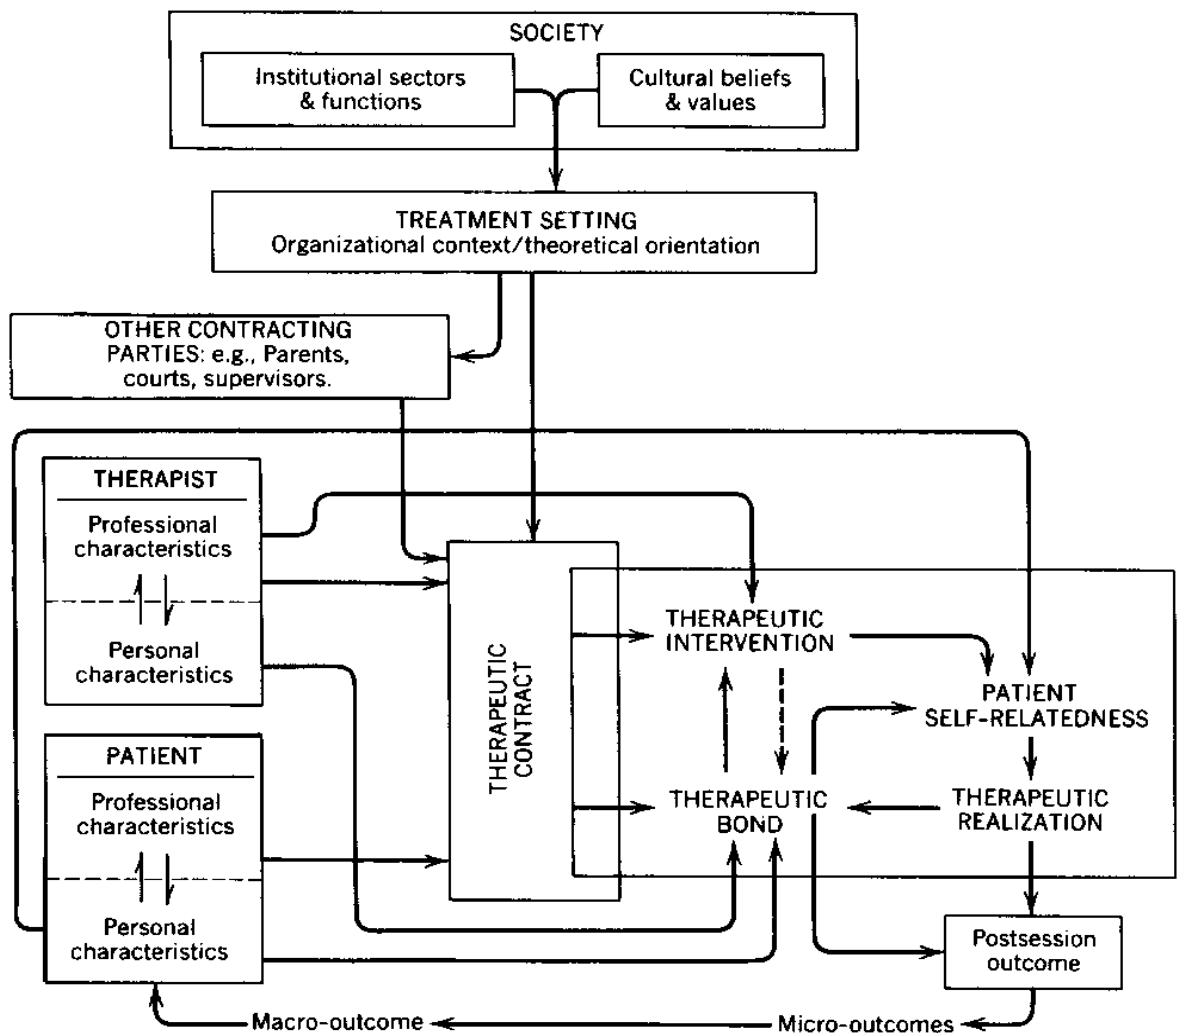 SOCIETY
Institutional sectors
& functions
Cultural beliefs
& values
TREATMENT SETTING
Organizational context/theoretical orientation
OTHER CONTRACTING
PARTIES: e.g., Parents,
courts, supervisors.
THERAPIST
Professional
characteristics
Personal
characteristics
PATIENT
Professional
characteristics
Personal
characteristics
THERAPEUTIC
CONTRACT
THERAPEUTIC
INTERVENTION
THERAPEUTIC
BOND
PATIENT
SELF-RELATEDNESS
THERAPEUTIC
REALIZATION
Postsession
outcome
Macro-outcome
Micro-outcomes